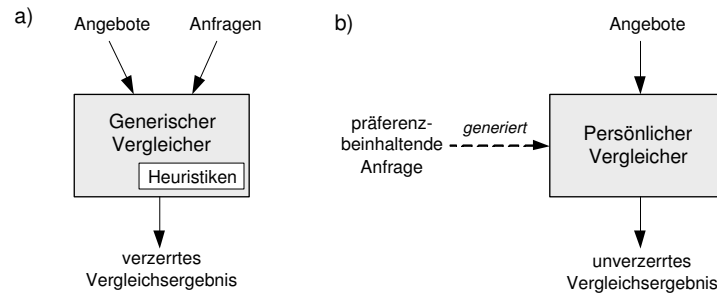 a)
Angebote
Anfragen
Generischer
Vergleicher
Heuristiken
verzerrtes
Vergleichsergebnis
b)
Angebote
präferenz-
beinhaltende
Anfrage
generiert
Persönlicher
Vergleicher
unverzerrtes
Vergleichsergebnis